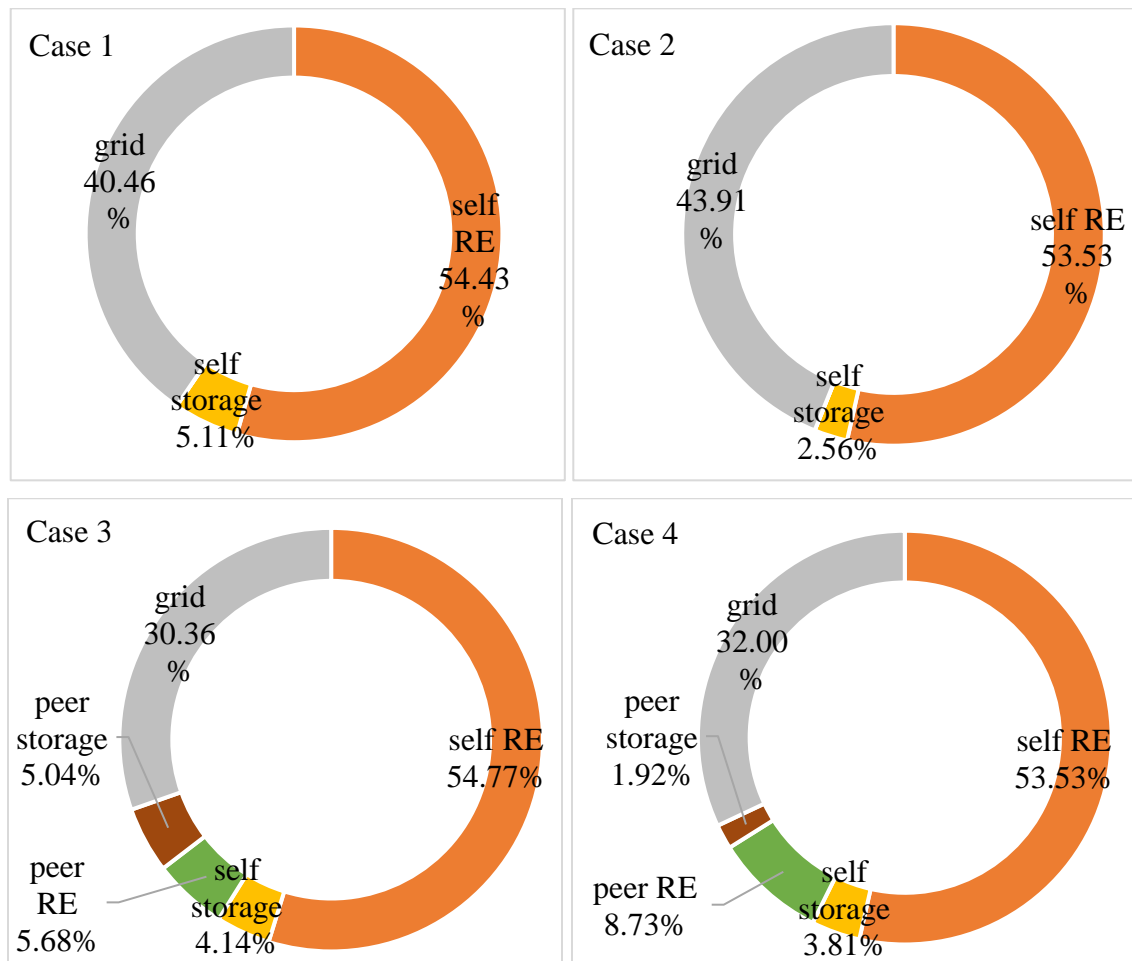 Case 1
grid
40.46
%
self
RE
54.43
%
self
storage
5.11%
Case 2
grid
43.91
%
self RE
53.53
%
self
storage
2.56%
Case 3
grid
30.36
%
peer
storage
5.04%
self RE
54.77%
peer
RE
5.68%
self
storage
4.14%
Case 4
grid
32.00
%
peer
storage
1.92%
self RE
53.53%
peer RE
8.73%
self
storage
3.81%